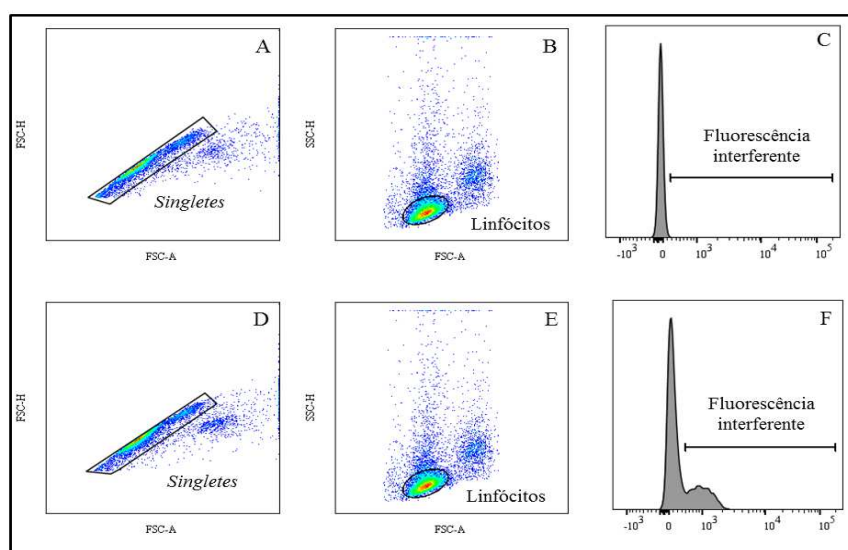 A
FSC-H
Singletes
FSC-A
B
SSC-H
Linfócitos
FSC-A
C
Fluorescência
interferente
-10³ 0 10³ 10⁴ 10⁵
D
FSC-H
Singletes
FSC-A
E
SSC-H
Linfócitos
FSC-A
F
Fluorescência
interferente
-10³ 0 10³ 10⁴ 10⁵